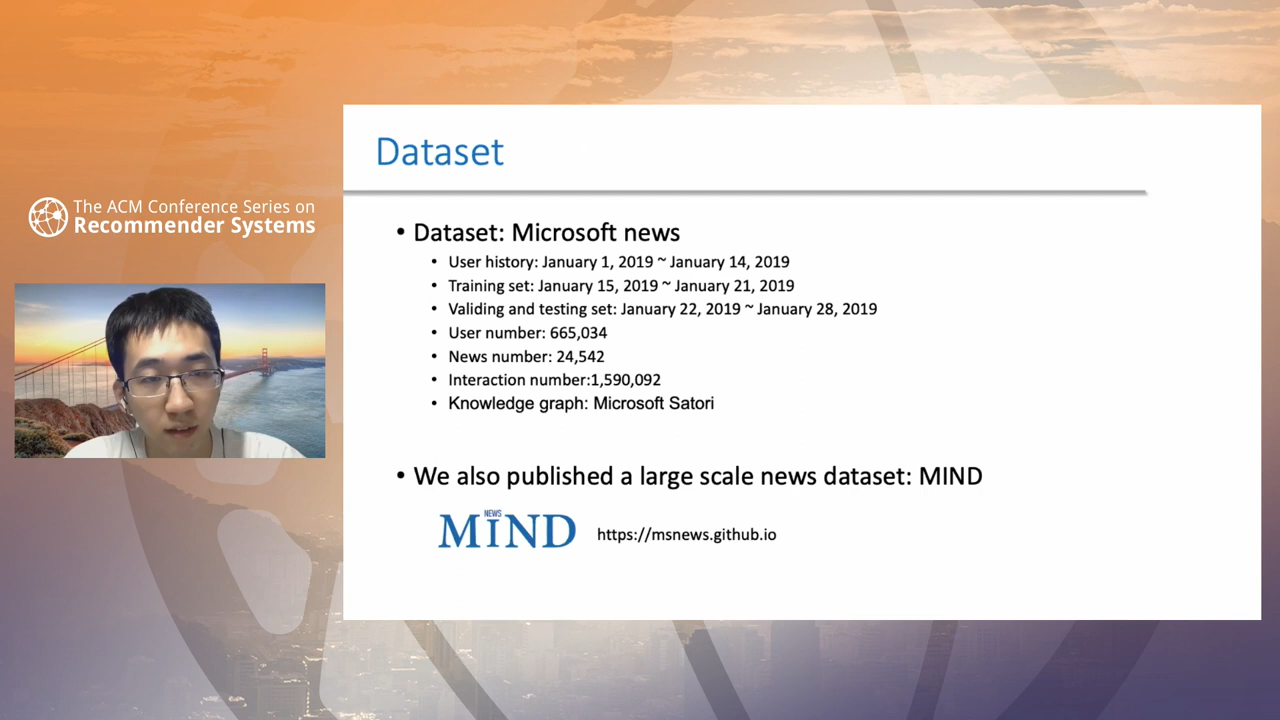 The ACM Conference Series on
Recommender Systems
Dataset
• Dataset: Microsoft news
• User history: January 1, 2019 ~ January 14, 2019
• Training set: January 15, 2019 ~ January 21, 2019
• Validing and testing set: January 22, 2019 ~ January 28, 2019
• User number: 665,034
• News number: 24,542
• Interaction number:1,590,092
• Knowledge graph: Microsoft Satori
• We also published a large scale news dataset: MIND
NEWS
MIND
https://msnews.github.io